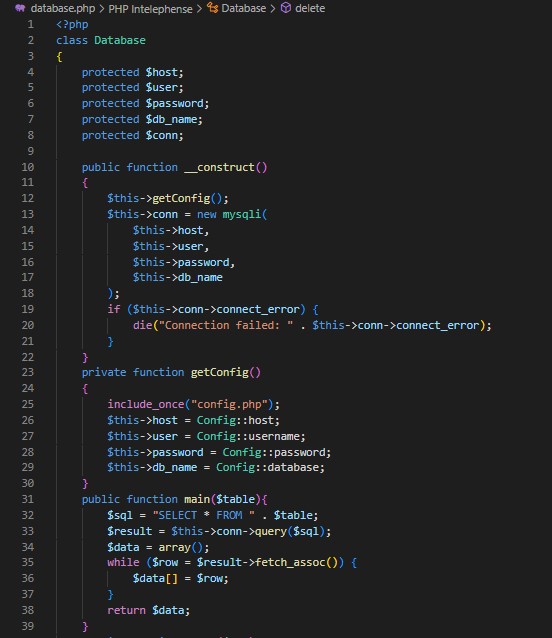 database.php > PHP Intelephense > Database > delete
1 <?php
2 class Database
3 {
4     protected $host;
5     protected $user;
6     protected $password;
7     protected $db_name;
8     protected $conn;
9
10     public function __construct()
11     {
12         $this->getConfig();
13         $this->conn = new mysqli(
14             $this->host,
15             $this->user,
16             $this->password,
17             $this->db_name
18         );
19         if ($this->conn->connect_error) {
20             die("Connection failed: " . $this->conn->connect_error);
21         }
22     }
23     private function getConfig()
24     {
25         include_once("config.php");
26         $this->host = Config::host;
27         $this->user = Config::username;
28         $this->password = Config::password;
29         $this->db_name = Config::database;
30     }
31     public function main($table){
32         $sql = "SELECT * FROM " . $table;
33         $result = $this->conn->query($sql);
34         $data = array();
35         while ($row = $result->fetch_assoc()) {
36             $data[] = $row;
37         }
38         return $data;
39     }